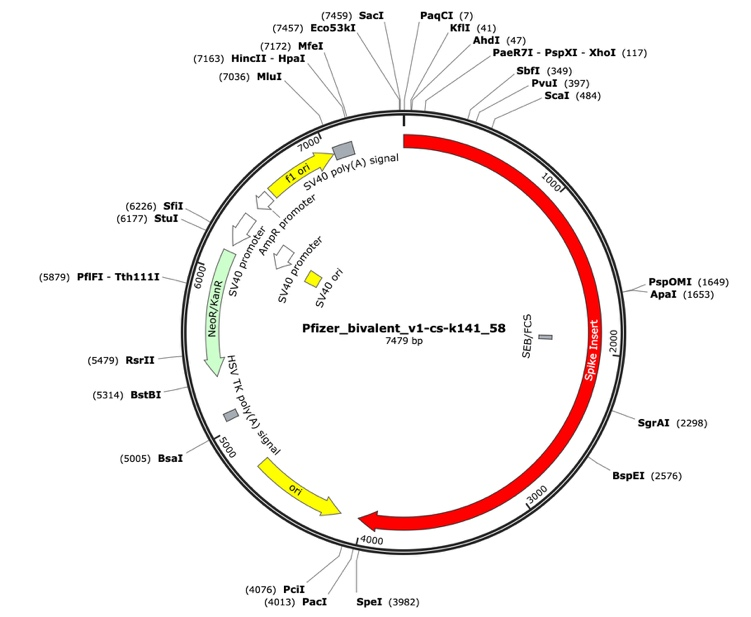 (7459) SacI
(7457) Eco53kI
(7172) MfeI
(7163) HincII - HpaI
(7036) MluI
PaqCI (7)
KflI (41)
AhdI (47)
PaeR7I - PspXI - XhoI (117)
SbfI (349)
PvuI (397)
ScaI (484)
7000
f1 ori
SV40 poly(A) signal
1000
(6226) SfiI
(6177) StuI
AmpR promoter
SV40 promoter
SV40 promoter
SV40 ori
6000
(5879) PflFI - Tth111I
NeoR/KanR
PspOMI (1649)
ApaI (1653)
Pfizer_bivalent_v1-cs-k141_58
7479 bp
SEB/FCS
Spike Insert
2000
(5479) RsrII
(5314) BstBI
HSV TK poly(A) signal
SgrAI (2298)
5000
(5005) BsaI
BspEI (2576)
ori
3000
4000
(4076) PciI
(4013) PacI
SpeI (3982)